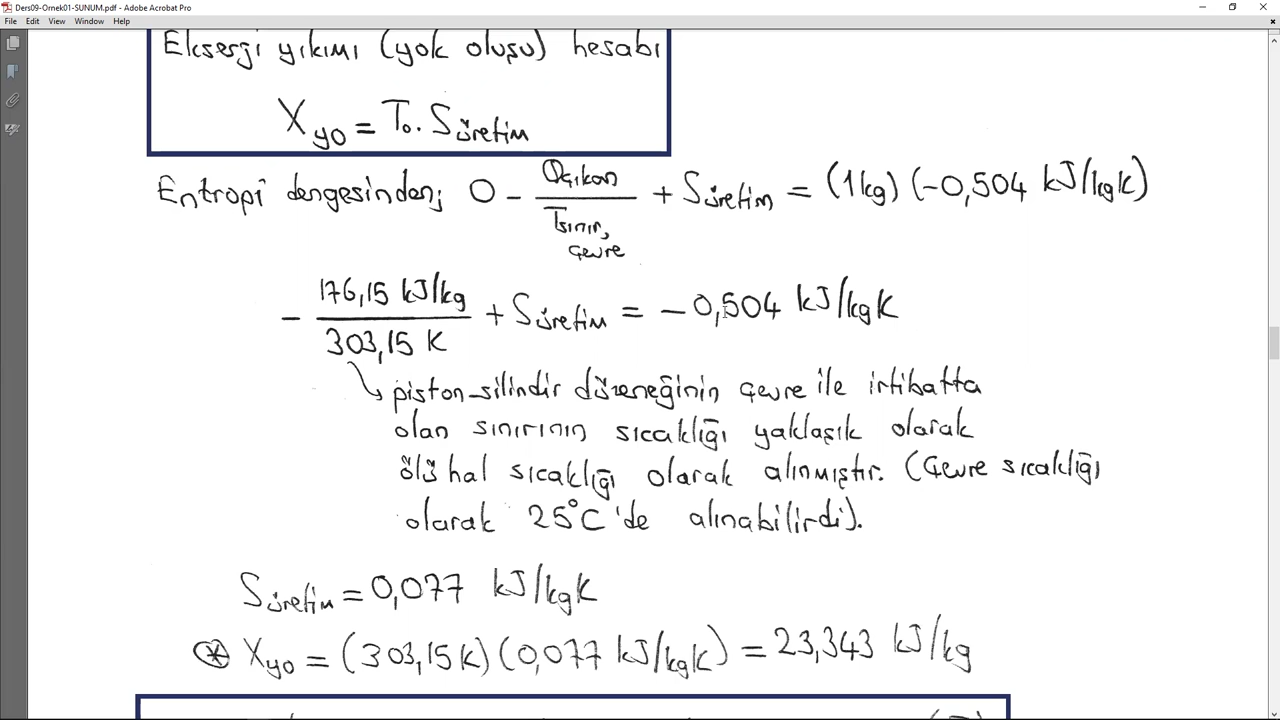 Ders09-Ornek01-SUNUM.pdf - Adobe Acrobat Pro
File Edit View Window Help
Ekserji yıkımı (yok oluşu) hesabı
Xyo = To. Süretim
Entropi dengesinden; 0 - Qçıkan / Tsınır, çevre + Süretim = (1kg) (-0,504 kJ/kgK)
- 176,15 kJ/kg / 303,15 K + Süretim = -0,504 kJ/kgK
piston-silindir düzeneğinin çevre ile irtibatta
olan sınırının sıcaklığı yaklaşık olarak
ölü hal sıcaklığı olarak alınmıştır. (Çevre sıcaklığı
olarak 25°C'de alınabilirdi).
Süretim = 0,077 kJ/kgK
* Xyo = (303,15K) (0,077 kJ/kgK) = 23,343 kJ/kg